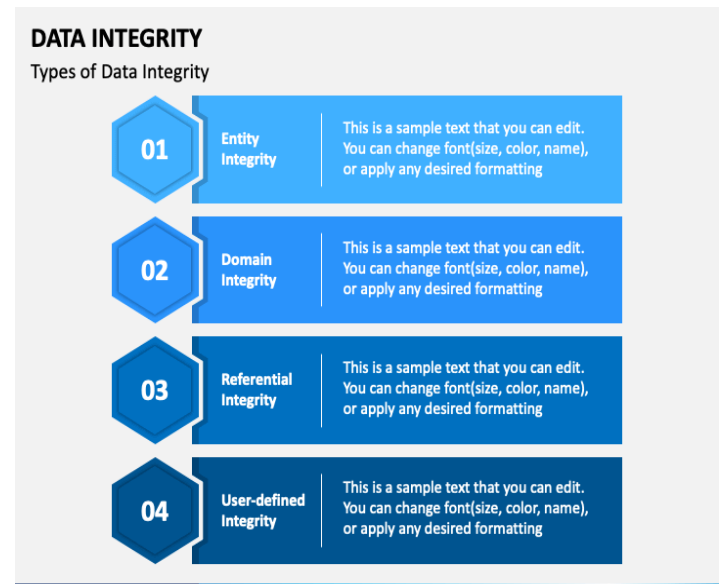 DATA INTEGRITY
Types of Data Integrity
01
Entity
Integrity
This is a sample text that you can edit.
You can change font(size, color, name),
or apply any desired formatting
02
Domain
Integrity
This is a sample text that you can edit.
You can change font(size, color, name),
or apply any desired formatting
03
Referential
Integrity
This is a sample text that you can edit.
You can change font(size, color, name),
or apply any desired formatting
04
User-defined
Integrity
This is a sample text that you can edit.
You can change font(size, color, name),
or apply any desired formatting